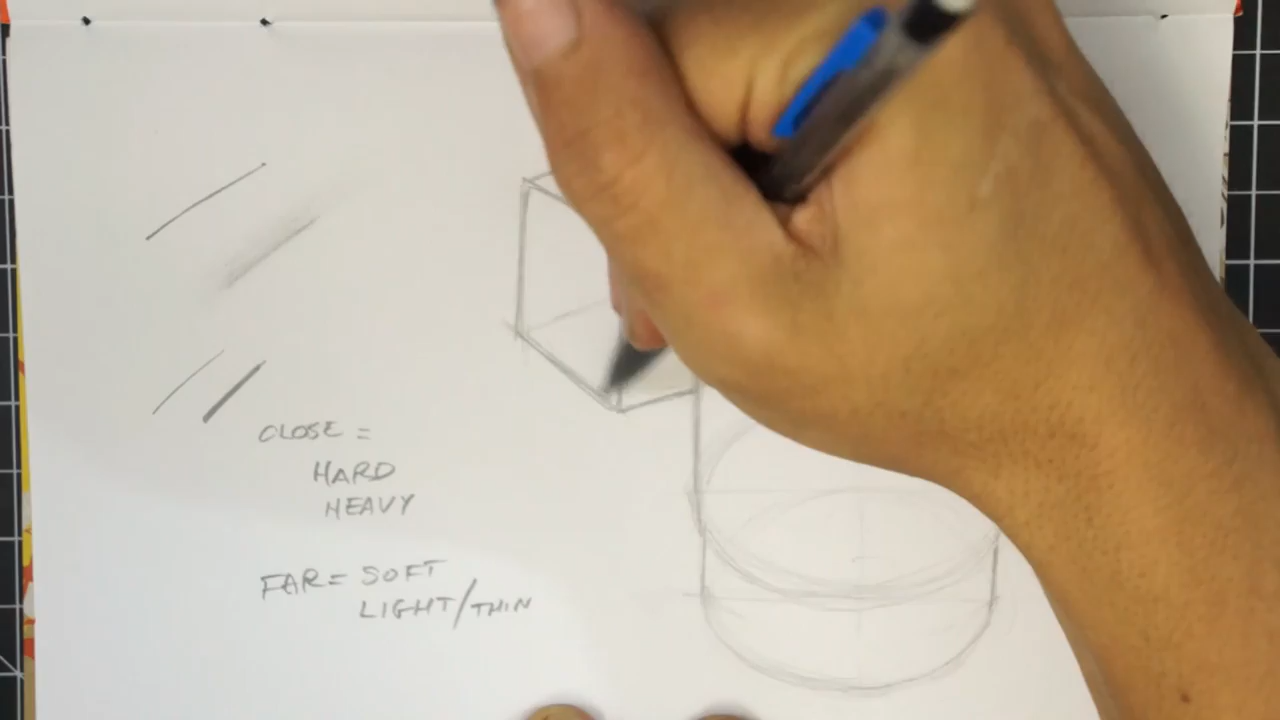 CLOSE =
HARD
HEAVY
FAR = SOFT
LIGHT/THIN